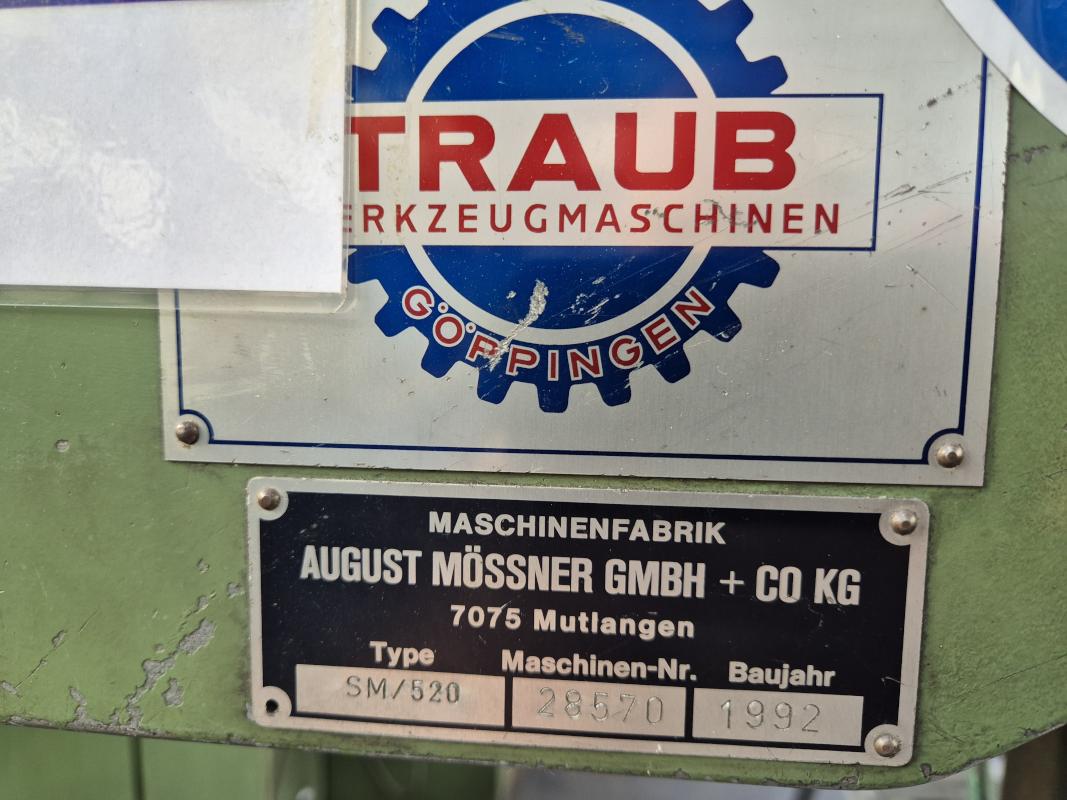 TRAUB
ERKZEUGMASCHINEN
GÖPPINGEN
MASCHINENFABRIK
AUGUST MÖSSNER GMBH + CO KG
7075 Mutlangen
Type Maschinen-Nr. Baujahr
SM/520 28570 1992